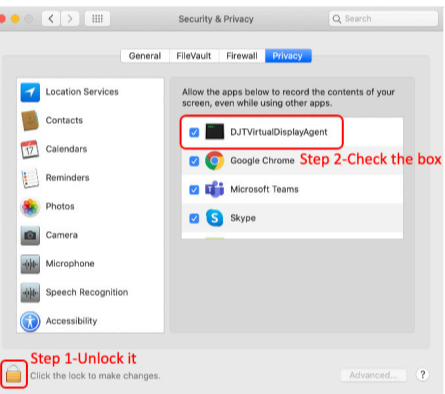 Security & Privacy
Search
General FileVault Firewall Privacy
Location Services
Contacts
17
Calendars
Reminders
Photos
Camera
Microphone
Speech Recognition
Accessibility
Allow the apps below to record the contents of your
screen, even while using other apps.
DJTVirtualDisplayAgent
Google Chrome
Step 2-Check the box
Microsoft Teams
Skype
Step 1-Unlock it
Click the lock to make changes.
Advanced...
?